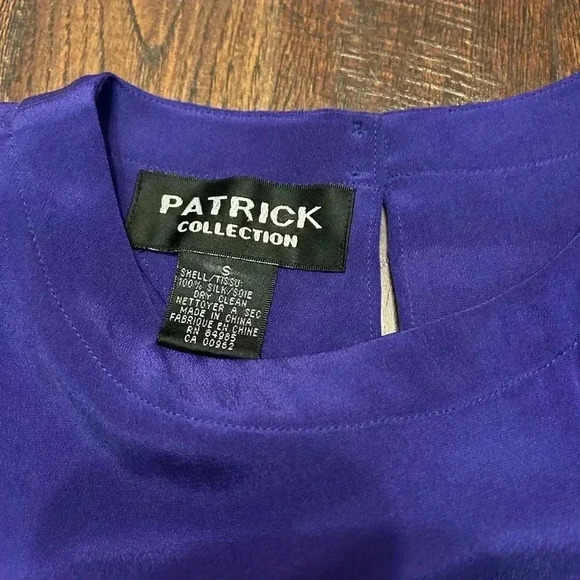 PATRICK
COLLECTION
S
SHELL/TISSU:
100% SILK/SOIE
DRY CLEAN
NETTOYER A SEC
MADE IN CHINA
FABRIQUE EN CHINE
RN 84985
CA 00962